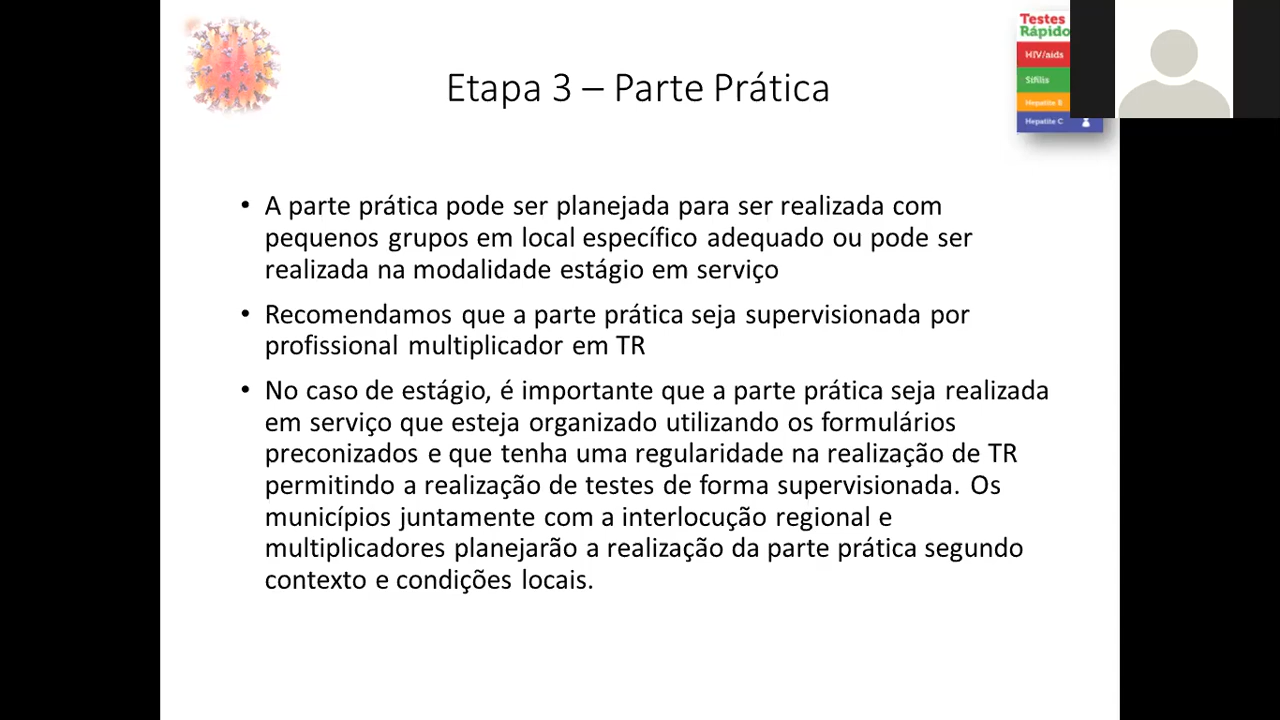 Testes
Rápido
HIV/aids
Sífilis
Hepatite B
Hepatite C
Etapa 3 – Parte Prática
• A parte prática pode ser planejada para ser realizada com
pequenos grupos em local específico adequado ou pode ser
realizada na modalidade estágio em serviço
• Recomendamos que a parte prática seja supervisionada por
profissional multiplicador em TR
• No caso de estágio, é importante que a parte prática seja realizada
em serviço que esteja organizado utilizando os formulários
preconizados e que tenha uma regularidade na realização de TR
permitindo a realização de testes de forma supervisionada. Os
municípios juntamente com a interlocução regional e
multiplicadores planejarão a realização da parte prática segundo
contexto e condições locais.